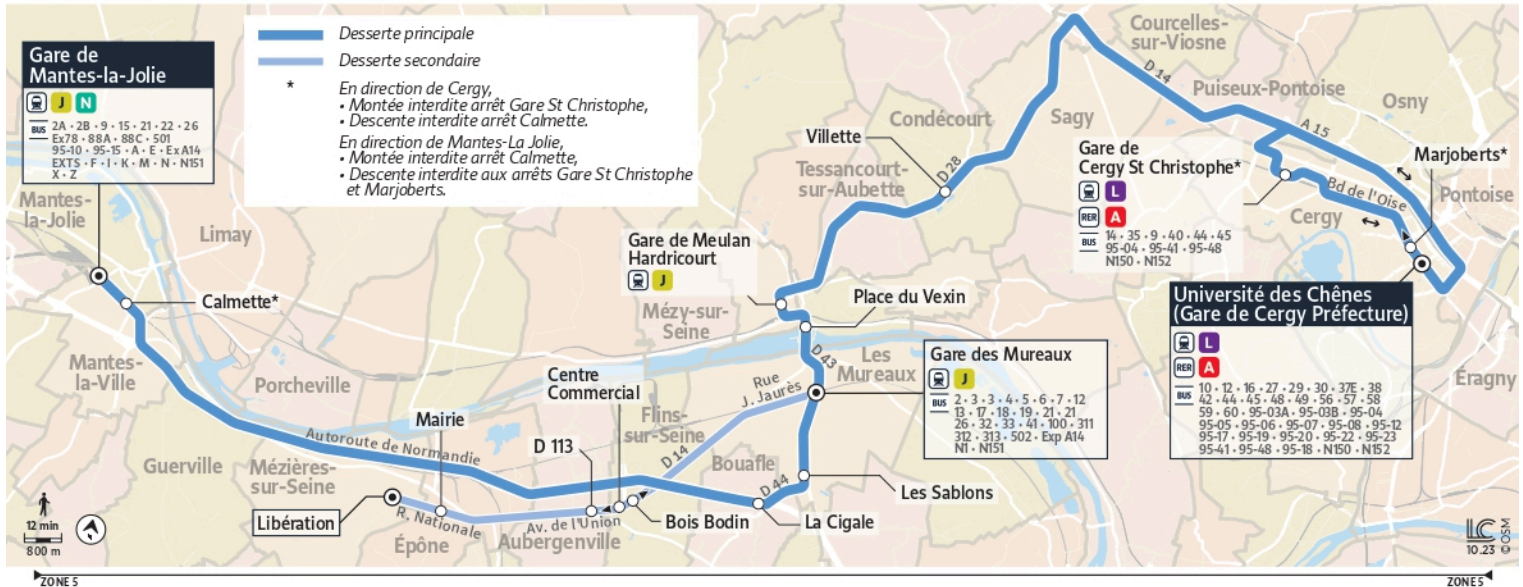 Gare de
Mantes-la-Jolie
J N
BUS 2A • 2B • 9 • 15 • 21 • 22 • 26
Ex78 • 88A • 88C • 501
95-10 • 95-15 • A • E • Ex A14
EXTS • F • I • K • M • N • N151
X • Z
Desserte principale
Desserte secondaire
* En direction de Cergy,
• Montée interdite arrêt Gare St Christophe,
• Descente interdite arrêt Calmette.
En direction de Mantes-La Jolie,
• Montée interdite arrêt Calmette,
• Descente interdite aux arrêts Gare St Christophe
et Marjoberts.
Courcelles-
sur-Viosne
D 14
Puiseux-Pontoise
Osny
A 15
Sagy
Condécourt
Villette
D 28
Tessancourt-
sur-Aubette
Gare de
Cergy St Christophe*
L
RER A
BUS 14 • 35 • 9 • 40 • 44 • 45
95-04 • 95-41 • 95-48
N150 • N152
Marjoberts*
Pontoise
Bd de l'Oise
Cergy
Mantes-
la-Jolie
Limay
Calmette*
Gare de Meulan
Hardricourt
J
Mézy-sur-
Seine
Place du Vexin
D 43
Les
Mureaux
Gare des Mureaux
J
BUS 2 • 3 • 3 • 4 • 5 • 6 • 7 • 12
13 • 17 • 18 • 19 • 21 • 21
26 • 32 • 33 • 41 • 100 • 311
312 • 313 • 502 • Exp A14
N1 • N151
Université des Chênes
(Gare de Cergy Préfecture)
L
RER A
BUS 10 • 12 • 16 • 27 • 29 • 30 • 37E • 38
42 • 44 • 45 • 48 • 49 • 56 • 57 • 58
59 • 60 • 95-03A • 95-03B • 95-04
95-05 • 95-06 • 95-07 • 95-08 • 95-12
95-17 • 95-19 • 95-20 • 95-22 • 95-23
95-41 • 95-48 • 95-18 • N150 • N152
Éragny
Mantes-
la-Ville
Porcheville
Centre
Commercial
Rue
J. Jaurès
Flins-
sur-Seine
Mairie
Autoroute de Normandie
D 113
D 14
Bouafle
Guerville
Mézières-
sur-Seine
D 44
Les Sablons
Libération
R. Nationale
Av. de l'Union
Bois Bodin
La Cigale
Épône
Aubergenville
12 min
800 m
LC
10.23
©OSM
ZONE 5
ZONE 5